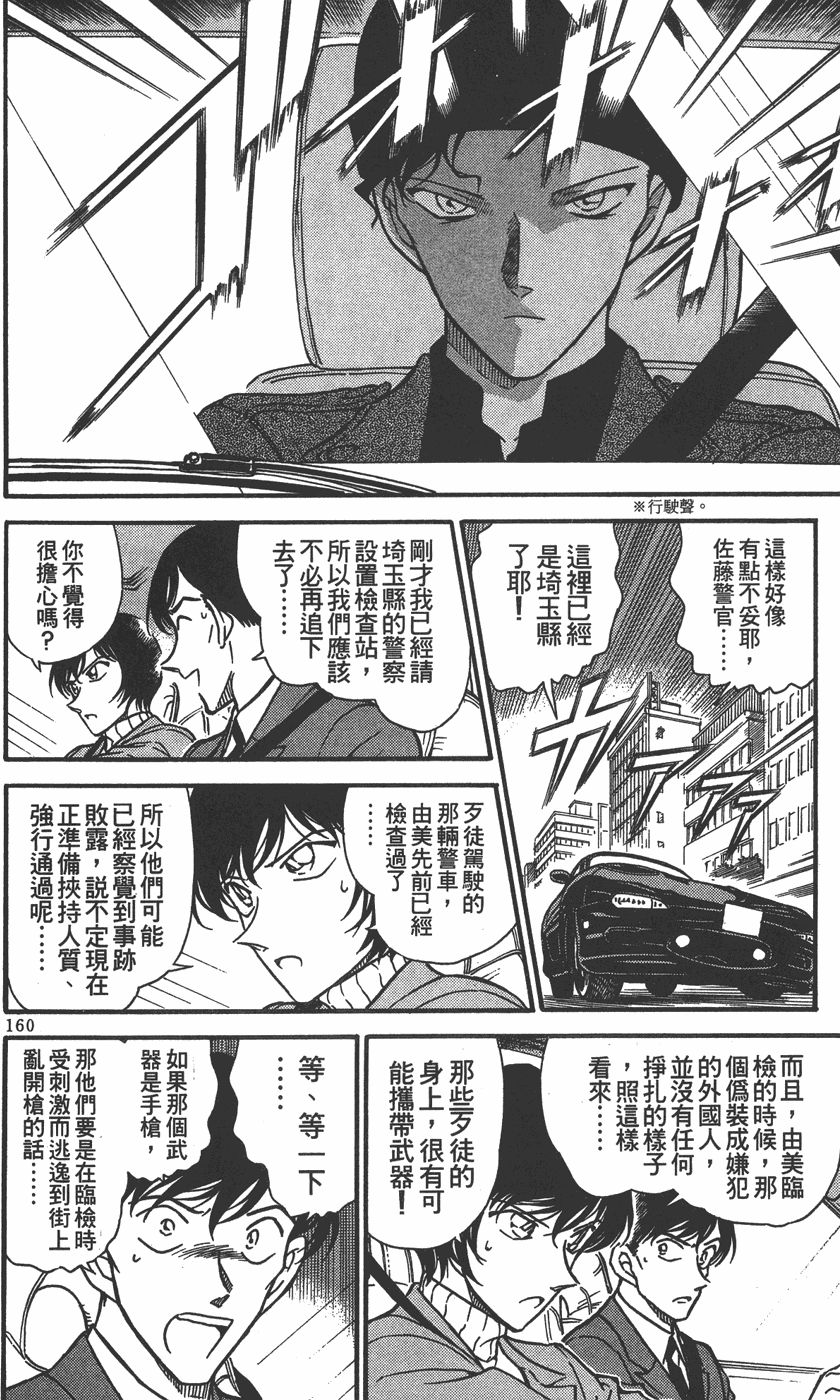 ※行駛聲。
這樣好像
有點不妥耶，
佐藤警官……
這裡已經
是埼玉縣
了耶！
ガアア
剛才我已經請
埼玉縣的警察
設置檢查站，
所以我們應該
不必再追下
去了……
你不覺得
很擔心嗎？
歹徒駕駛的
那輛警車，
由美先前已經
檢查過了
……
所以他們可能
已經察覺到事跡
敗露，說不定現在
正準備挾持人質、
強行通過呢……
160
而且，由美臨
檢的時候，那
個偽裝成嫌犯
的外國人，
並沒有任何
掙扎的樣子
，照這樣
看來……
那些歹徒的
身上，很有可
能攜帶武器！
等、等一下
……
如果那個武
器是手槍，
那他們要是在臨檢時
受刺激而逃逸到街上
亂開槍的話……